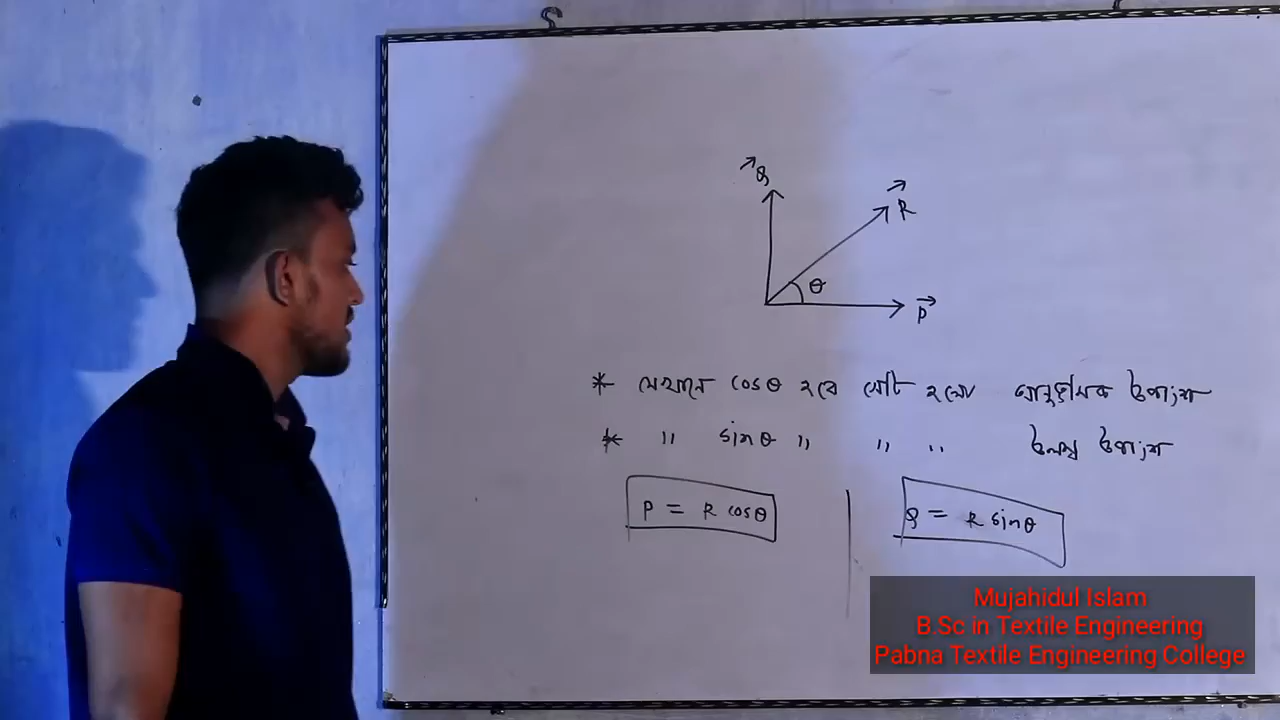 Q
R
θ
P
* যেখানে cosθ হবে সেটি হলো আনুভূমিক উপাংশ
* " sinθ " " " উলম্ব উপাংশ
P = R cosθ
Q = R sinθ
Mujahidul Islam
B.Sc in Textile Engineering
Pabna Textile Engineering College